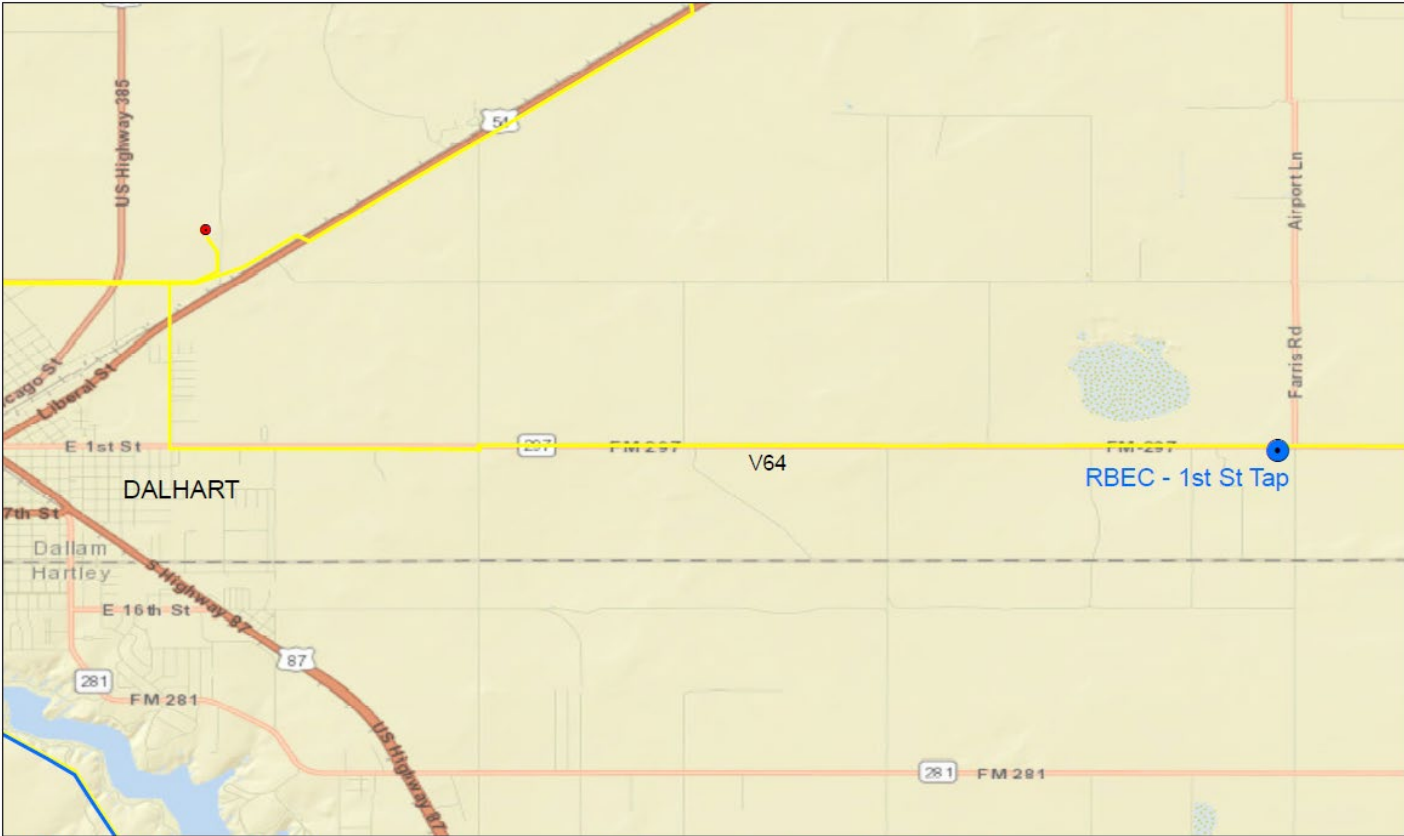 US Highway 385
54
Airport Ln
Farris Rd
cago St
Liberal St
E 1st St
297
FM 297
FM-297
V64
RBEC - 1st St Tap
DALHART
7th St
Dallam
Hartley
S Highway 87
E 16th St
87
281
FM 281
US Highway 87
281
FM 281